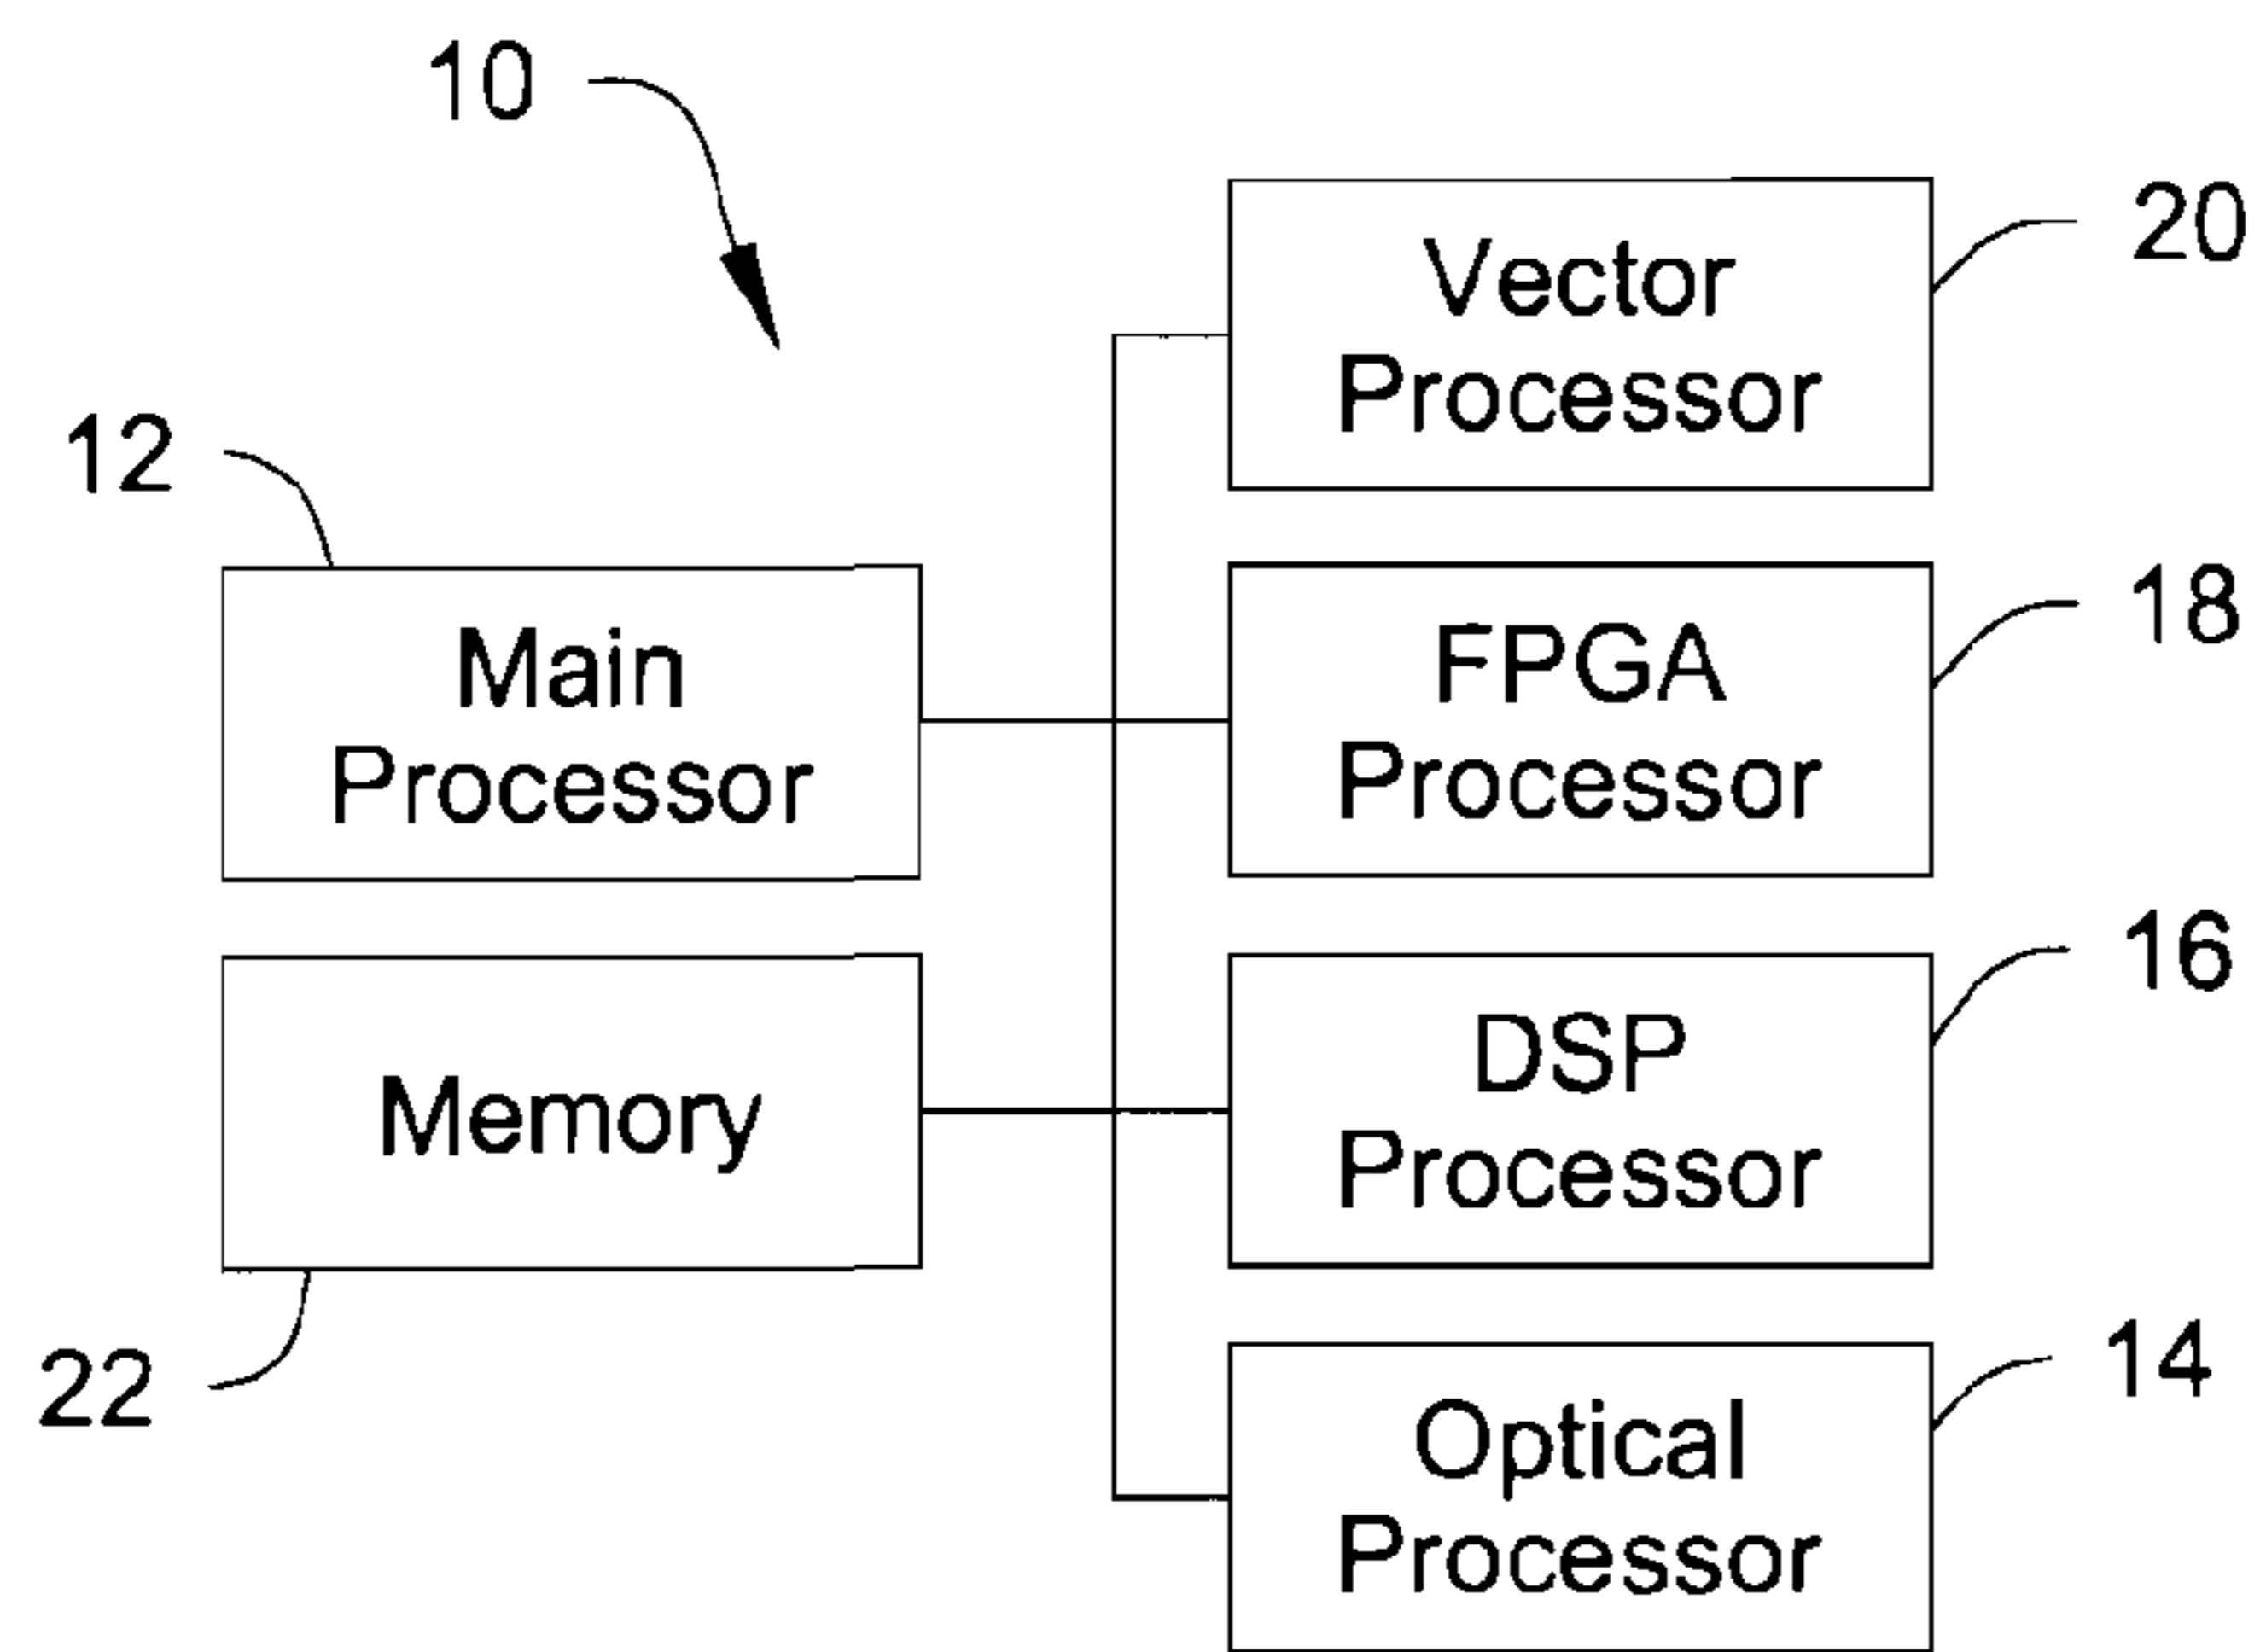 10
20
Vector
Processor
12
18
Main
Processor
FPGA
Processor
16
Memory
DSP
Processor
22
14
Optical
Processor